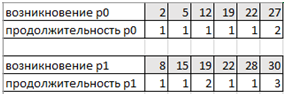 возникновение p0 2 5 12 19 22 27
продолжительность p0 1 1 1 1 1 2
возникновение p1 8 15 19 22 28 30
продолжительность p1 1 1 2 1 1 3